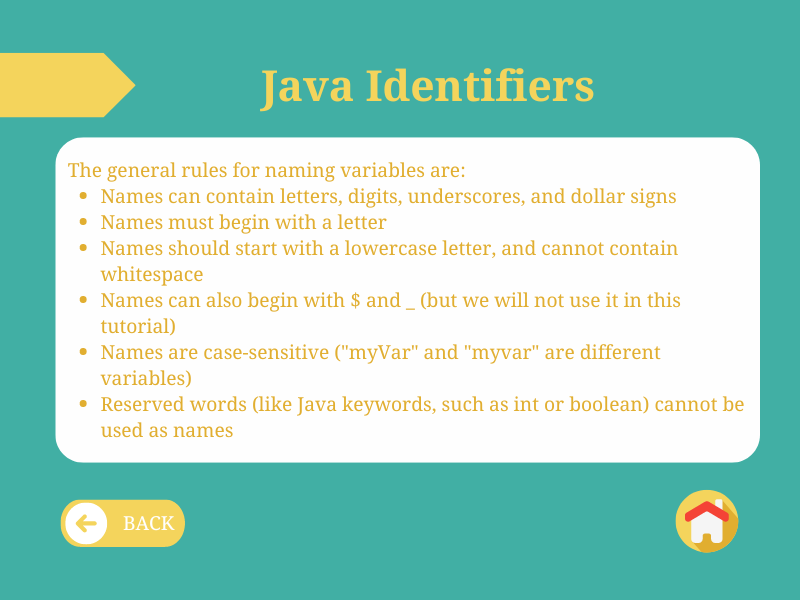 Java Identifiers
The general rules for naming variables are:
• Names can contain letters, digits, underscores, and dollar signs
• Names must begin with a letter
• Names should start with a lowercase letter, and cannot contain
whitespace
• Names can also begin with $ and _ (but we will not use it in this
tutorial)
• Names are case-sensitive ("myVar" and "myvar" are different
variables)
• Reserved words (like Java keywords, such as int or boolean) cannot be
used as names
BACK